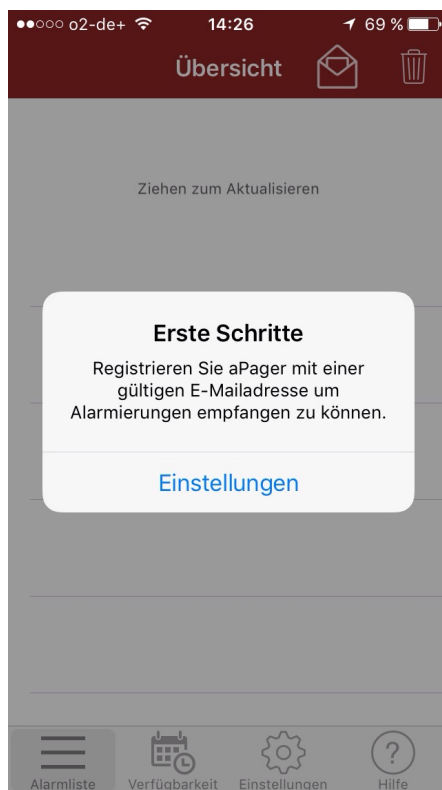 o2-de+ 14:26 69 %
Übersicht
Ziehen zum Aktualisieren
Erste Schritte
Registrieren Sie aPager mit einer
gültigen E-Mailadresse um
Alarmierungen empfangen zu können.
Einstellungen
Alarmliste Verfügbarkeit Einstellungen Hilfe